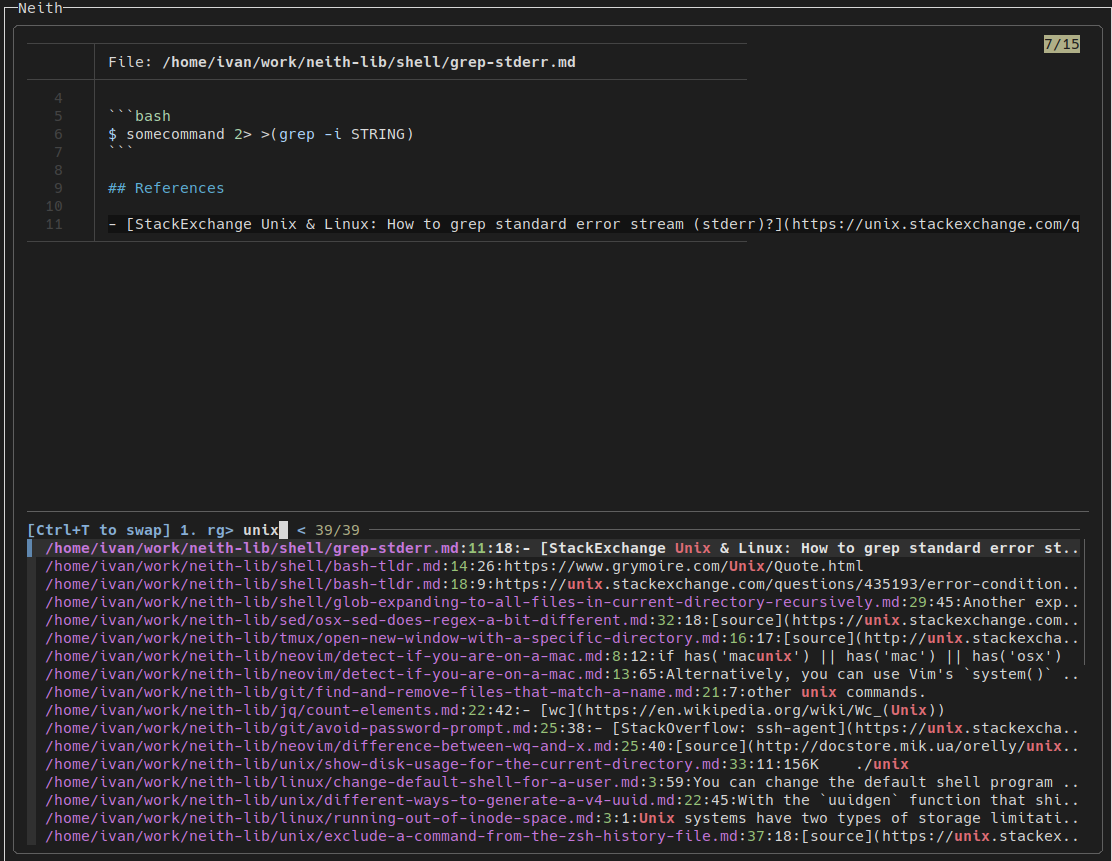 Neith
7/15
File: /home/ivan/work/neith-lib/shell/grep-stderr.md
4
5 ```bash
6 $ somecommand 2> >(grep -i STRING)
7 ```
8
9 ## References
10
11 - [StackExchange Unix & Linux: How to grep standard error stream (stderr)?](https://unix.stackexchange.com/q
[Ctrl+T to swap] 1. rg> unix < 39/39
/home/ivan/work/neith-lib/shell/grep-stderr.md:11:18:- [StackExchange Unix & Linux: How to grep standard error st..
/home/ivan/work/neith-lib/shell/bash-tldr.md:14:26:https://www.grymoire.com/Unix/Quote.html
/home/ivan/work/neith-lib/shell/bash-tldr.md:18:9:https://unix.stackexchange.com/questions/435193/error-condition..
/home/ivan/work/neith-lib/shell/glob-expanding-to-all-files-in-current-directory-recursively.md:29:45:Another exp..
/home/ivan/work/neith-lib/sed/osx-sed-does-regex-a-bit-different.md:32:18:[source](https://unix.stackexchange.com..
/home/ivan/work/neith-lib/tmux/open-new-window-with-a-specific-directory.md:16:17:[source](http://unix.stackexcha..
/home/ivan/work/neith-lib/neovim/detect-if-you-are-on-a-mac.md:8:12:if has('macunix') || has('mac') || has('osx')
/home/ivan/work/neith-lib/neovim/detect-if-you-are-on-a-mac.md:13:65:Alternatively, you can use Vim's `system()` ..
/home/ivan/work/neith-lib/git/find-and-remove-files-that-match-a-name.md:21:7:other unix commands.
/home/ivan/work/neith-lib/jq/count-elements.md:22:42:- [wc](https://en.wikipedia.org/wiki/Wc_(Unix))
/home/ivan/work/neith-lib/git/avoid-password-prompt.md:25:38:- [StackOverflow: ssh-agent](https://unix.stackexcha..
/home/ivan/work/neith-lib/neovim/difference-between-wq-and-x.md:25:40:[source](http://docstore.mik.ua/orelly/unix..
/home/ivan/work/neith-lib/unix/show-disk-usage-for-the-current-directory.md:33:11:156K   ./unix
/home/ivan/work/neith-lib/linux/change-default-shell-for-a-user.md:3:59:You can change the default shell program ..
/home/ivan/work/neith-lib/unix/different-ways-to-generate-a-v4-uuid.md:22:45:With the `uuidgen` function that shi..
/home/ivan/work/neith-lib/linux/running-out-of-inode-space.md:3:1:Unix systems have two types of storage limitati..
/home/ivan/work/neith-lib/unix/exclude-a-command-from-the-zsh-history-file.md:37:18:[source](https://unix.stackex..